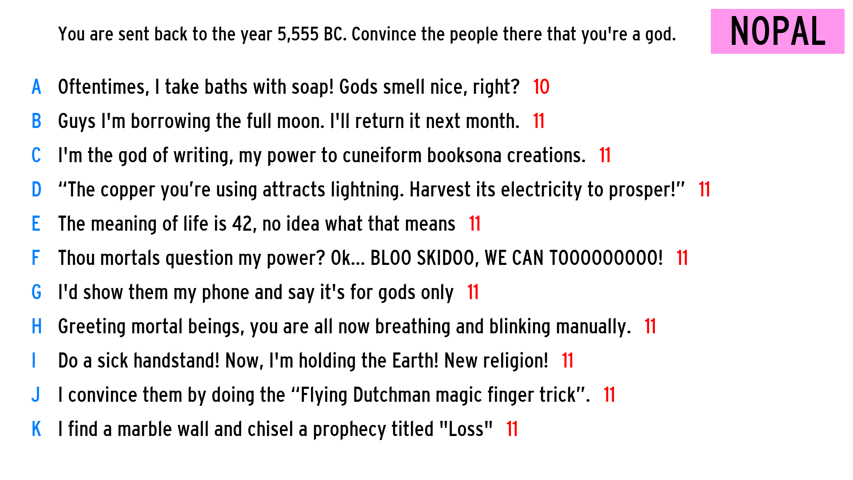 You are sent back to the year 5,555 BC. Convince the people there that you're a god.
NOPAL
A Oftentimes, I take baths with soap! Gods smell nice, right? 10
B Guys I'm borrowing the full moon. I'll return it next month. 11
C I'm the god of writing, my power to cuneiform booksona creations. 11
D “The copper you’re using attracts lightning. Harvest its electricity to prosper!” 11
E The meaning of life is 42, no idea what that means 11
F Thou mortals question my power? Ok... BLOO SKIDOO, WE CAN TOOOOOOOOO! 11
G I'd show them my phone and say it's for gods only 11
H Greeting mortal beings, you are all now breathing and blinking manually. 11
I Do a sick handstand! Now, I'm holding the Earth! New religion! 11
J I convince them by doing the “Flying Dutchman magic finger trick”. 11
K I find a marble wall and chisel a prophecy titled "Loss" 11